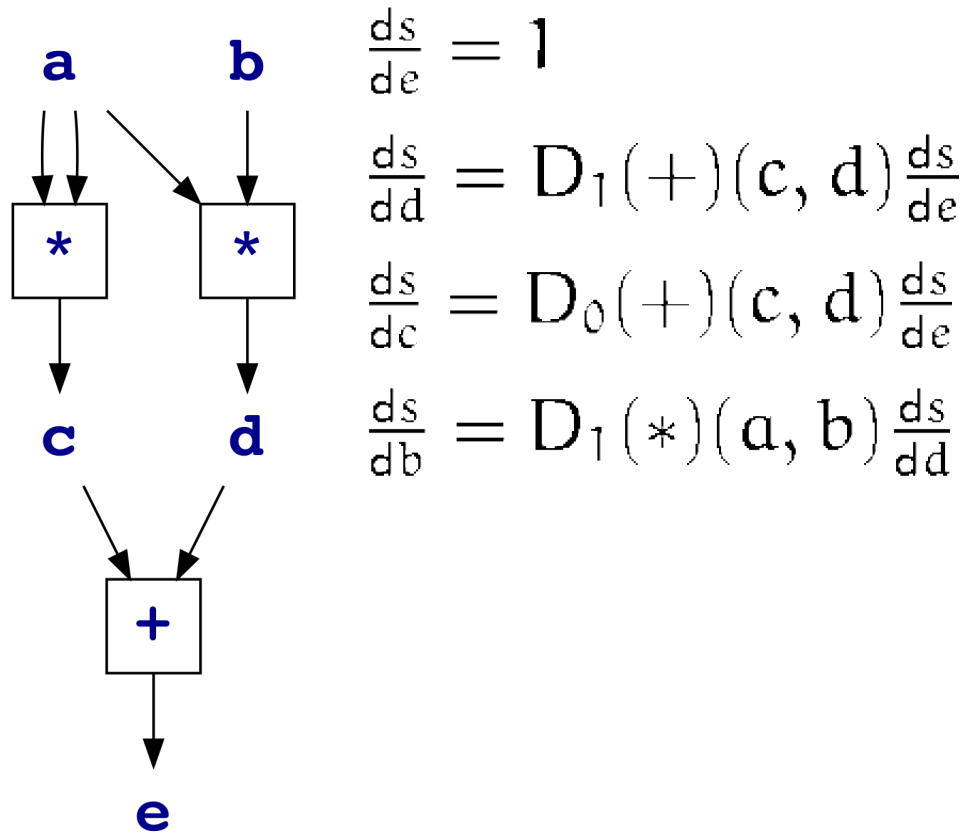 a b
* *
c d
+
e
ds/de = 1
ds/dd = D₁(+)(c, d) ds/de
ds/dc = D₀(+)(c, d) ds/de
ds/db = D₁(*)(a, b) ds/dd